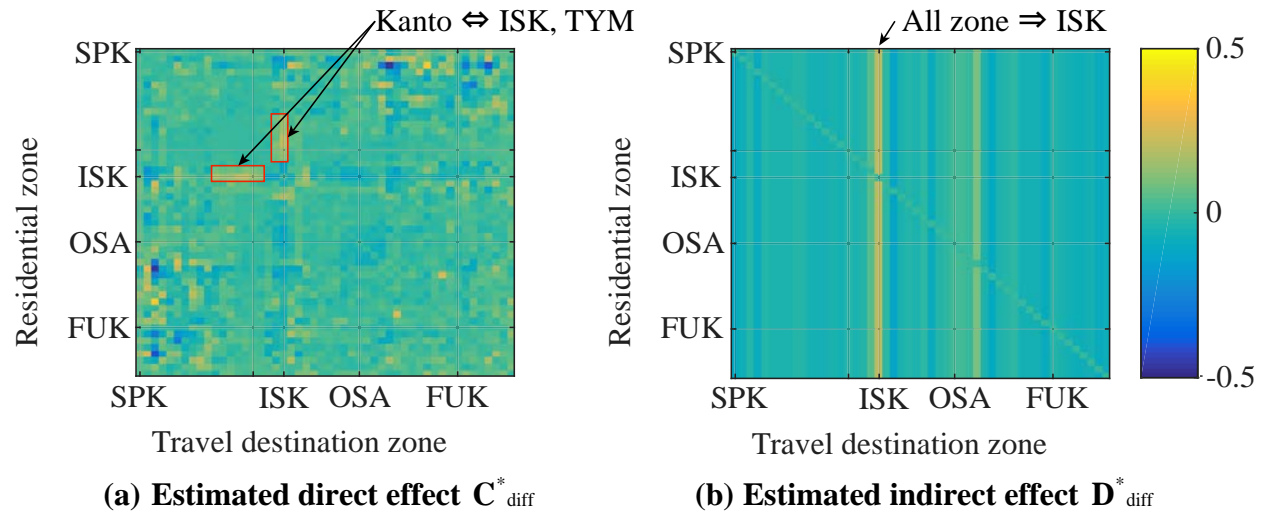 Kanto ⇔ ISK, TYM
All zone ⇒ ISK
SPK
ISK
OSA
FUK
Residential zone
SPK ISK OSA FUK
Travel destination zone
(a) Estimated direct effect C*diff
SPK
ISK
OSA
FUK
Residential zone
SPK ISK OSA FUK
Travel destination zone
(b) Estimated indirect effect D*diff
0.5
0
-0.5